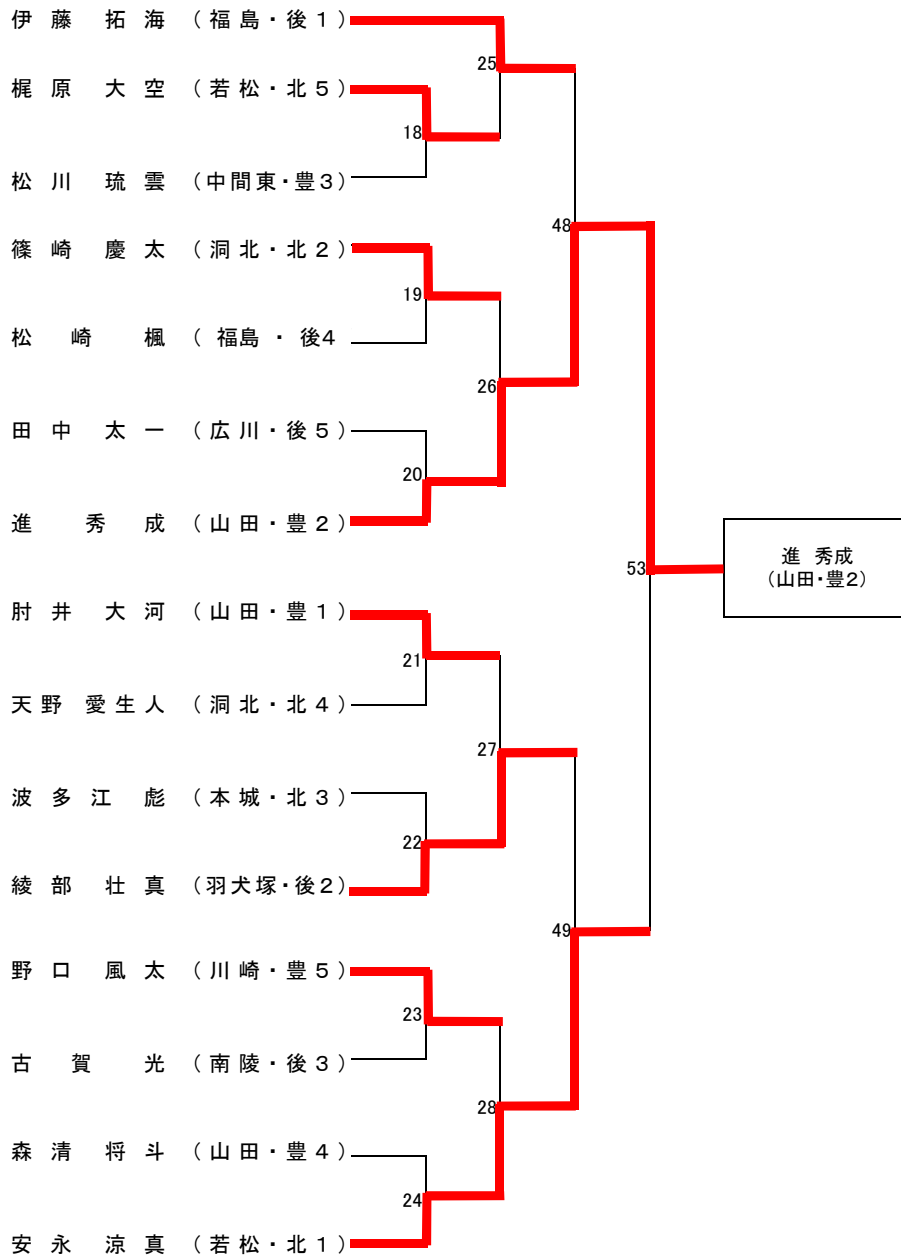 伊藤 拓海 (福島・後1)
25
梶原 大空 (若松・北5)
18
松川 琉雲 (中間東・豊3)
48
篠崎 慶太 (洞北・北2)
19
松崎 楓 ( 福島 ・ 後4
26
田中 太一 (広川・後5)
20
進 秀成 (山田・豊2)
53
進 秀成
(山田・豊2)
肘井 大河 (山田・豊1)
21
天野 愛生人 (洞北・北4)
27
波多江 彪 (本城・北3)
22
綾部 壮真 (羽犬塚・後2)
49
野口 風太 (川崎・豊5)
23
古賀 光 (南陵・後3)
28
森清 将斗 (山田・豊4)
24
安永 涼真 (若松・北1)